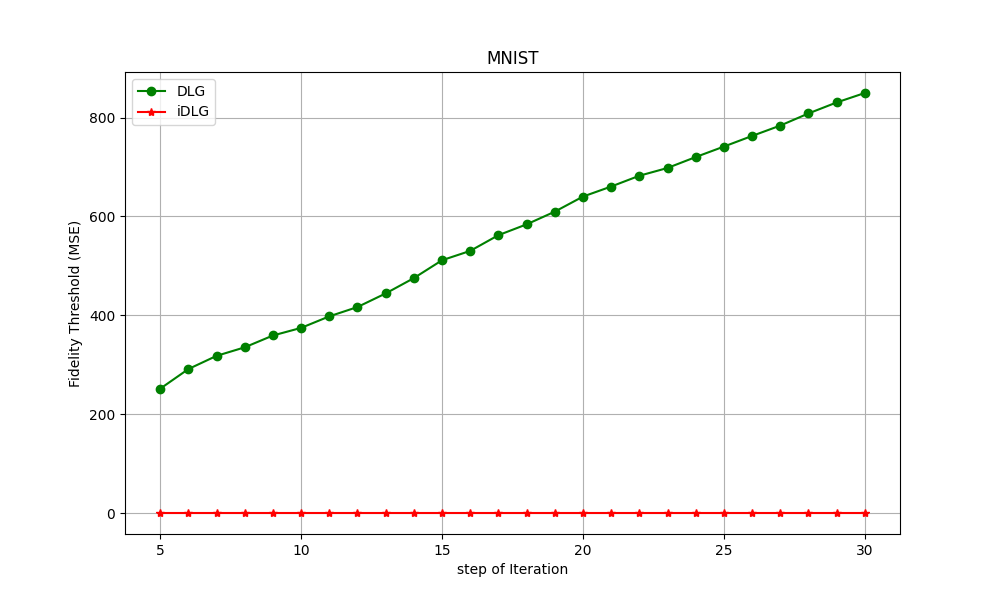 MNIST
DLG
iDLG
Fidelity Threshold (MSE)
800
600
400
200
0
5 10 15 20 25 30
step of Iteration